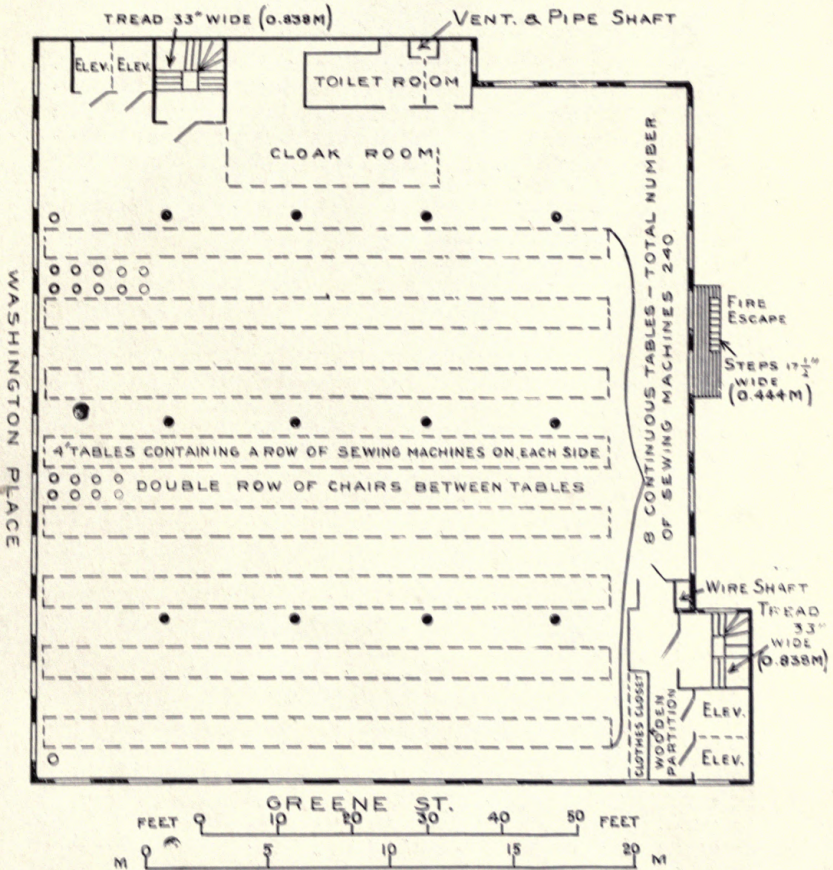 TREAD 33" WIDE (0.838M)
VENT. & PIPE SHAFT
ELEV. ELEV.
TOILET ROOM
CLOAK ROOM
WASHINGTON PLACE
8 CONTINUOUS TABLES – TOTAL NUMBER
OF SEWING MACHINES 240
FIRE
ESCAPE
STEPS 17 1/2"
WIDE
(0.444M)
4' TABLES CONTAINING A ROW OF SEWING MACHINES ON EACH SIDE
DOUBLE ROW OF CHAIRS BETWEEN TABLES
WIRE SHAFT
TREAD
33"
WIDE
(0.838M)
CLOTHES CLOSET
WOODEN
PARTITION
ELEV.
ELEV.
GREENE ST.
FEET 0 10 20 30 40 50 FEET
M 0 5 10 15 20 M